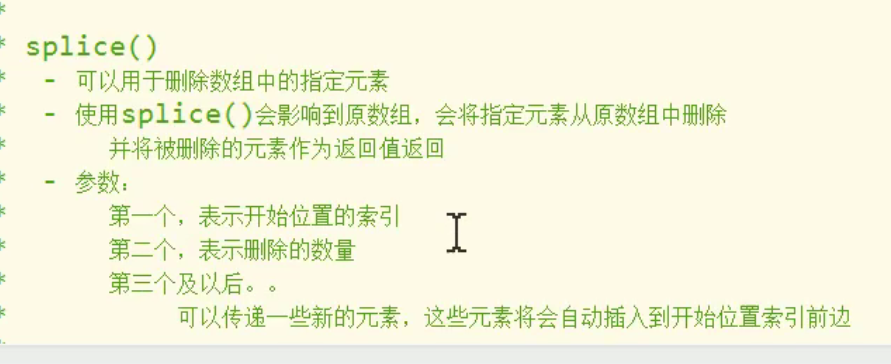 *
* splice()
* - 可以用于删除数组中的指定元素
* - 使用splice()会影响到原数组，会将指定元素从原数组中删除
* 并将被删除的元素作为返回值返回
* - 参数：
* 第一个，表示开始位置的索引
* 第二个，表示删除的数量
* 第三个及以后。。
* 可以传递一些新的元素，这些元素将会自动插入到开始位置索引前边